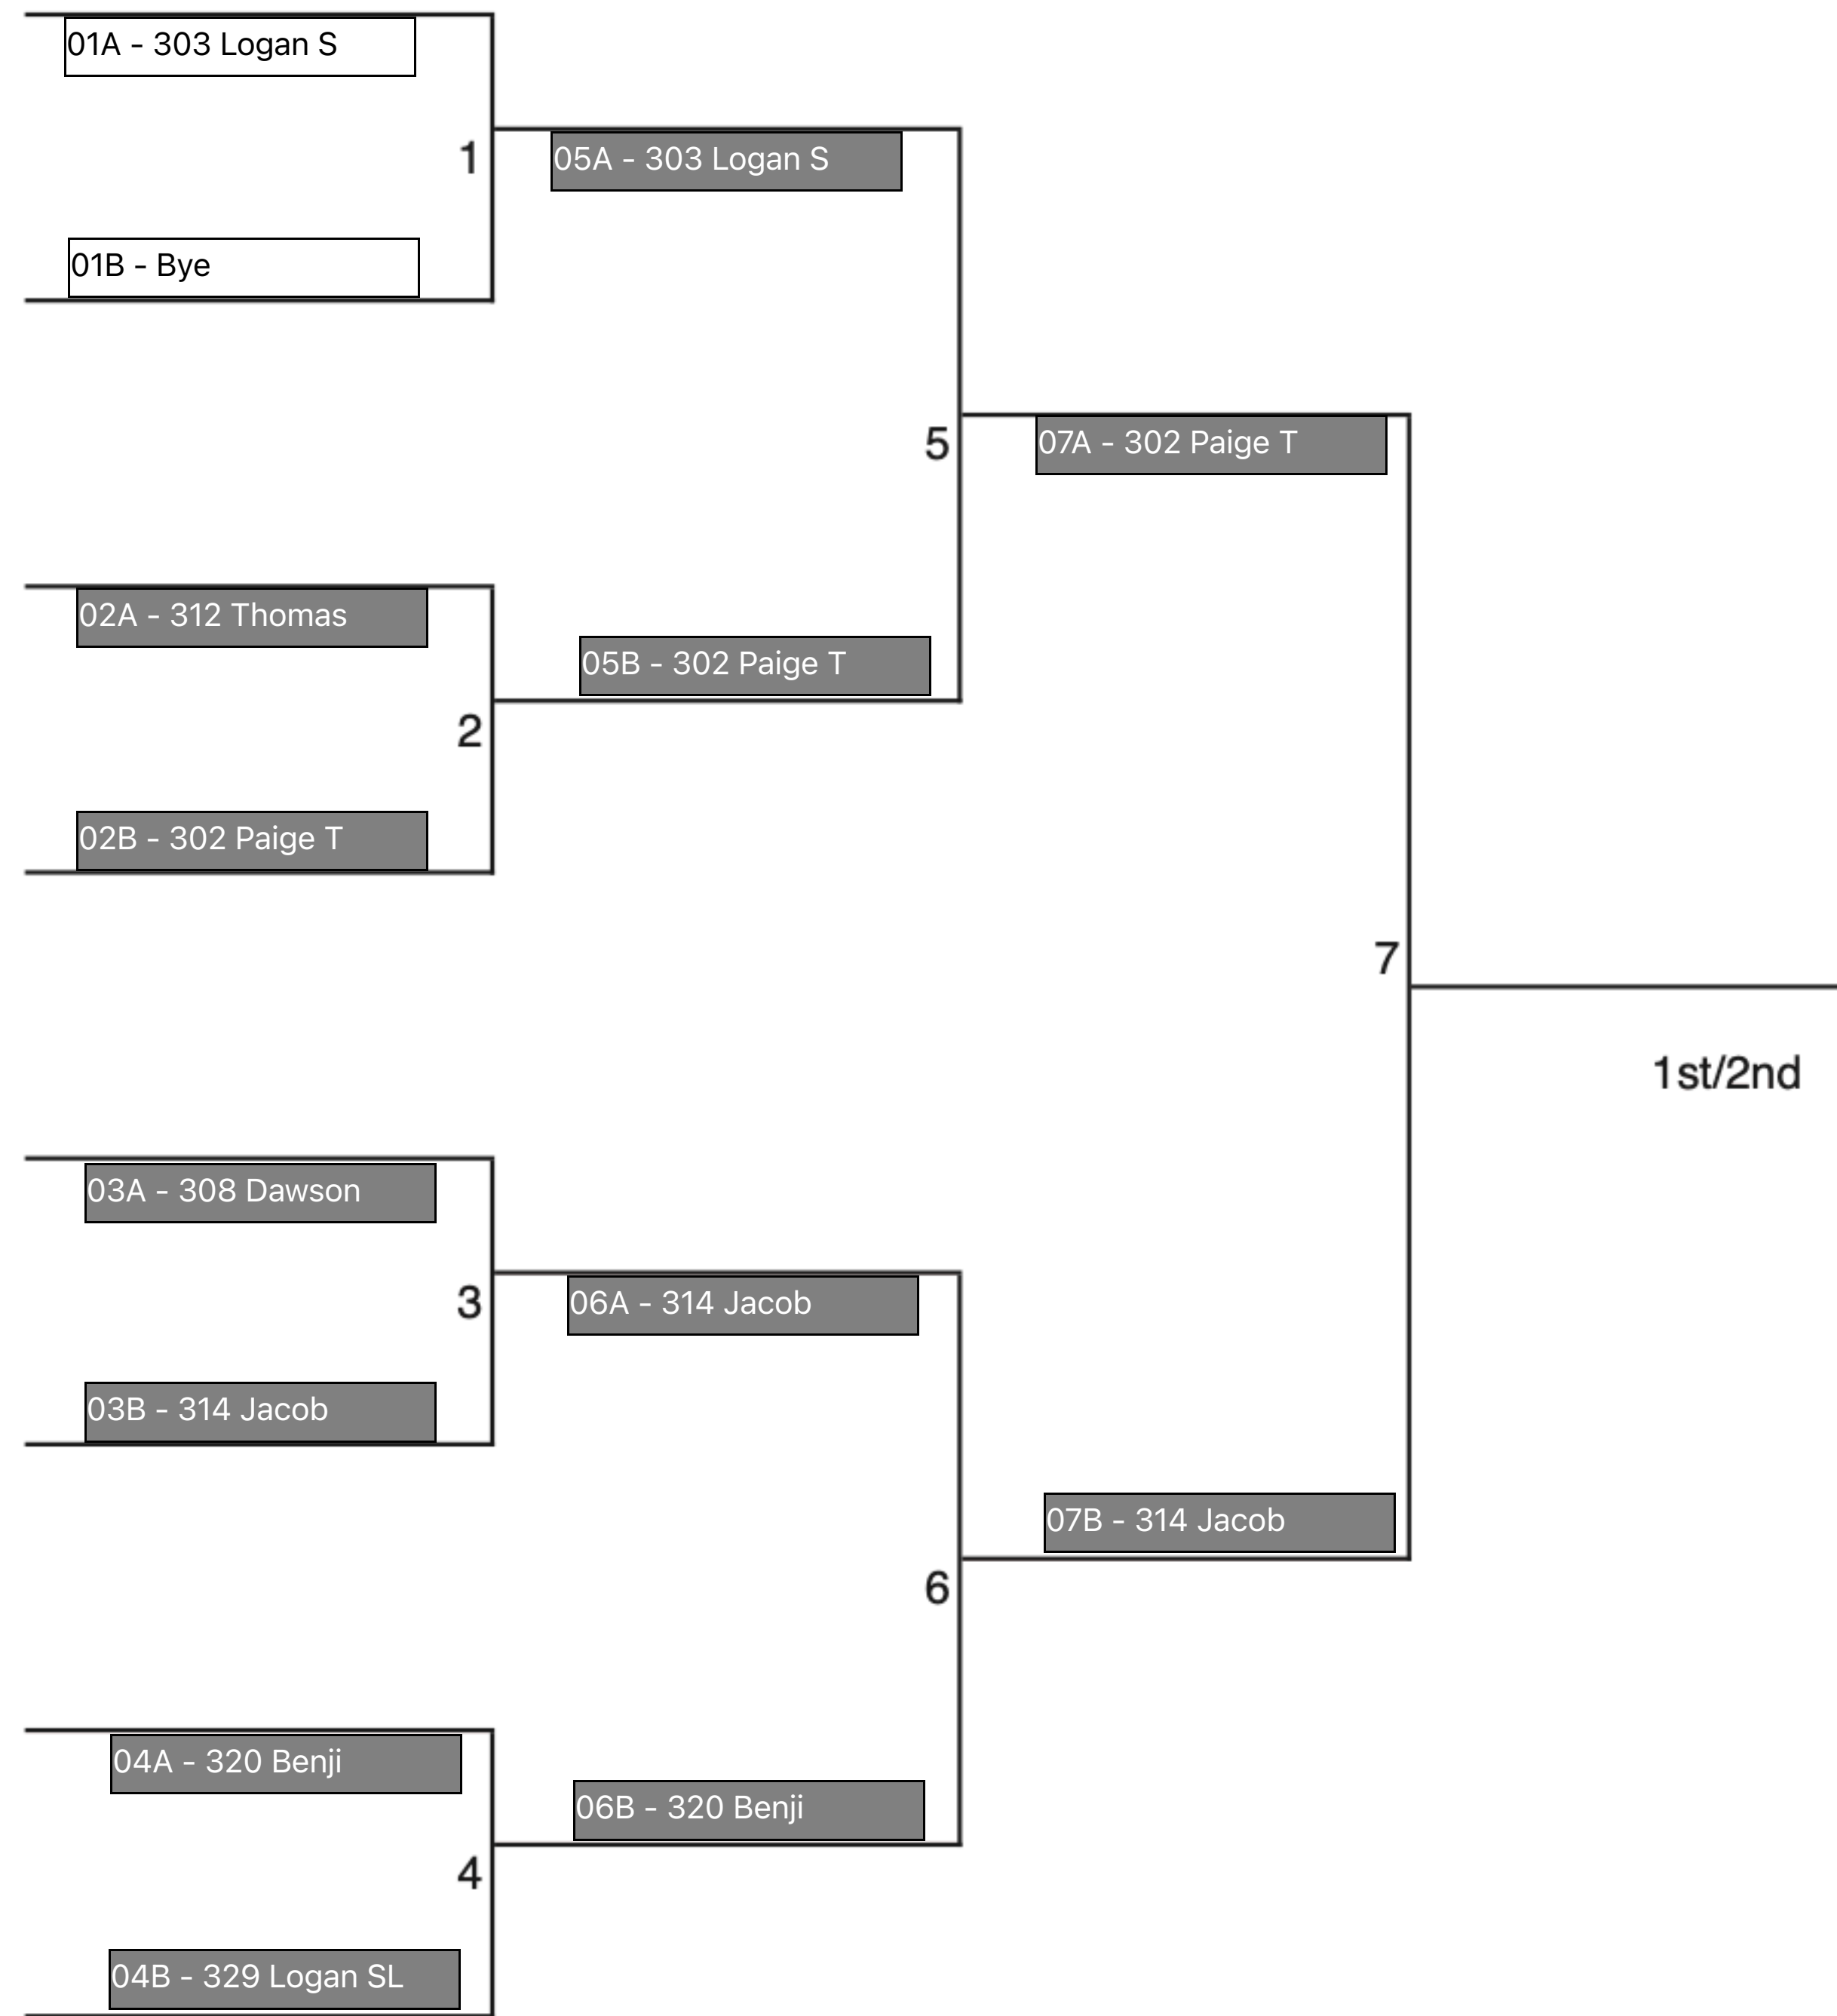 01A - 303 Logan S
1
05A - 303 Logan S
01B - Bye
5
07A - 302 Paige T
02A - 312 Thomas
05B - 302 Paige T
2
02B - 302 Paige T
7
1st/2nd
03A - 308 Dawson
3
06A - 314 Jacob
03B - 314 Jacob
07B - 314 Jacob
6
04A - 320 Benji
06B - 320 Benji
4
04B - 329 Logan SL